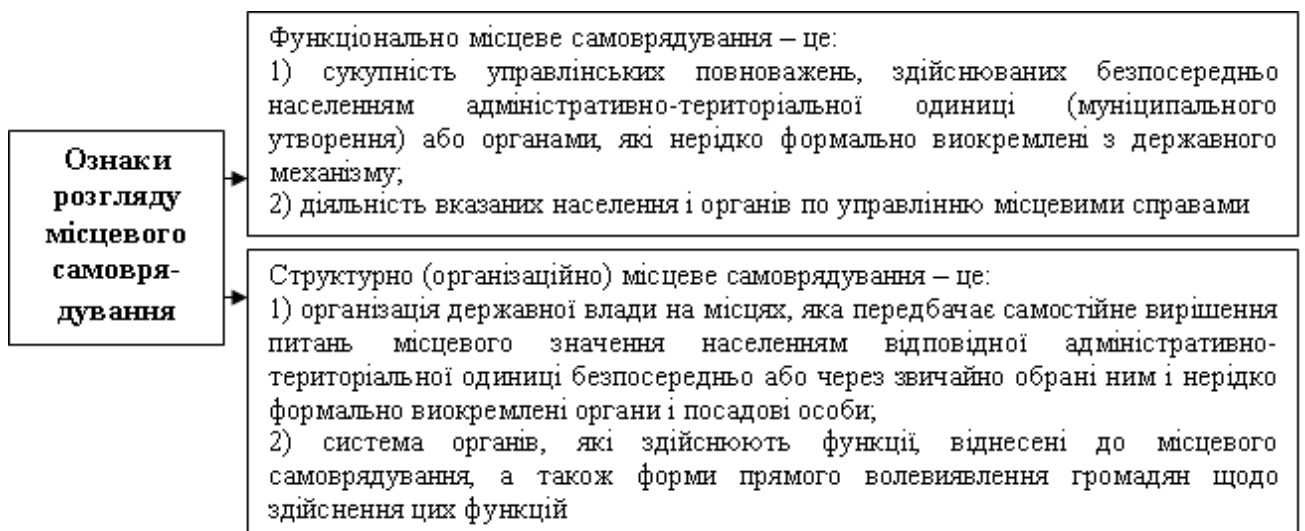 Ознаки
розгляду
місцевого
самовря-
дування
Функціонально місцеве самоврядування – це:
1) сукупність управлінських повноважень, здійснюваних безпосередньо
населенням адміністративно-територіальної одиниці (муніципального
утворення) або органами, які нерідко формально виокремлені з державного
механізму;
2) діяльність вказаних населення і органів по управлінню місцевими справами
Структурно (організаційно) місцеве самоврядування – це:
1) організація державної влади на місцях, яка передбачає самостійне вирішення
питань місцевого значення населенням відповідної адміністративно-
територіальної одиниці безпосередньо або через звичайно обрані ним і нерідко
формально виокремлені органи і посадові особи;
2) система органів, які здійснюють функції, віднесені до місцевого
самоврядування, а також форми прямого волевиявлення громадян щодо
здійснення цих функцій